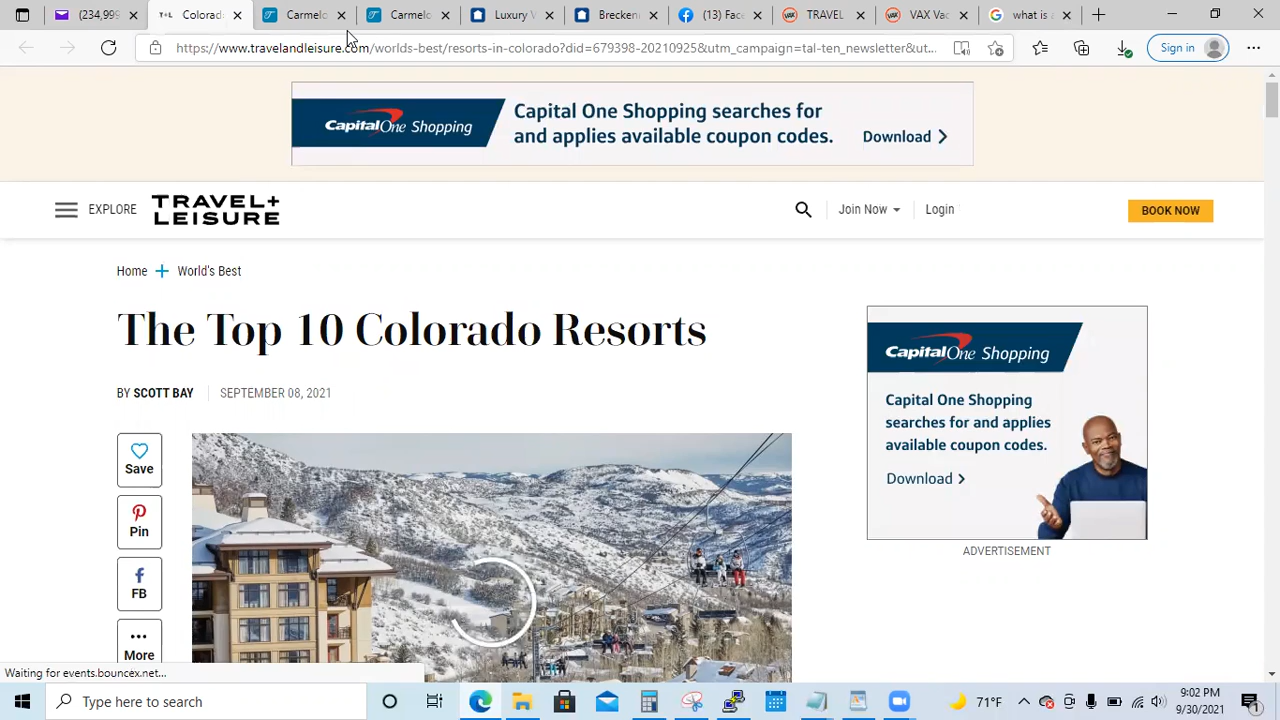 (234,99
T+L
Carme
Carmelo
Luxury V
Brecken
(13) Fac
TRAVEL
VAX Vac
what is
Sign in
https://www.travelandleisure.com/worlds-best/resorts-in-colorado?did=679398-20210925&utm_campaign=tal-ten_newsletter&ut...
Capital One Shopping
Capital One Shopping searches for
and applies available coupon codes.
Download
EXPLORE
TRAVEL+
LEISURE
Join Now
Login
BOOK NOW
Home + World's Best
The Top 10 Colorado Resorts
BY SCOTT BAY
SEPTEMBER 08, 2021
Save
Pin
FB
More
Capital One Shopping
Capital One Shopping
searches for and applies
available coupon codes.
Download
ADVERTISEMENT
Waiting for events.bouncex.net...
Type here to search
71°F
9:02 PM
9/30/2021
1